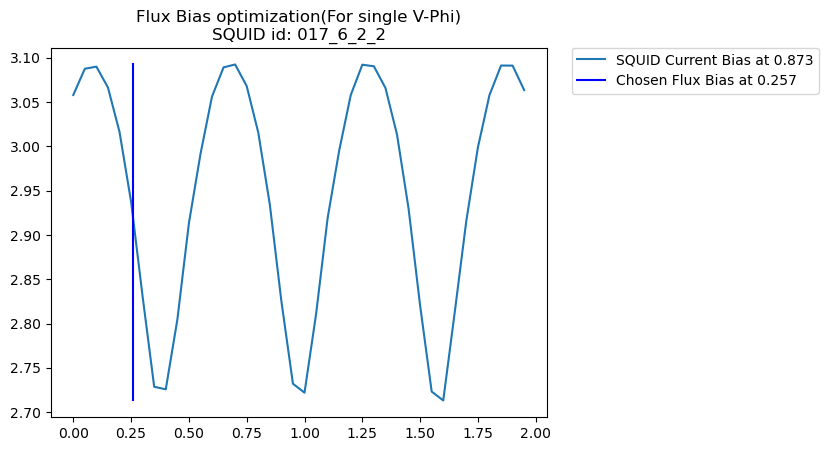 Flux Bias optimization(For single V-Phi)
SQUID id: 017_6_2_2
SQUID Current Bias at 0.873
Chosen Flux Bias at 0.257
3.10
3.05
3.00
2.95
2.90
2.85
2.80
2.75
2.70
0.00 0.25 0.50 0.75 1.00 1.25 1.50 1.75 2.00